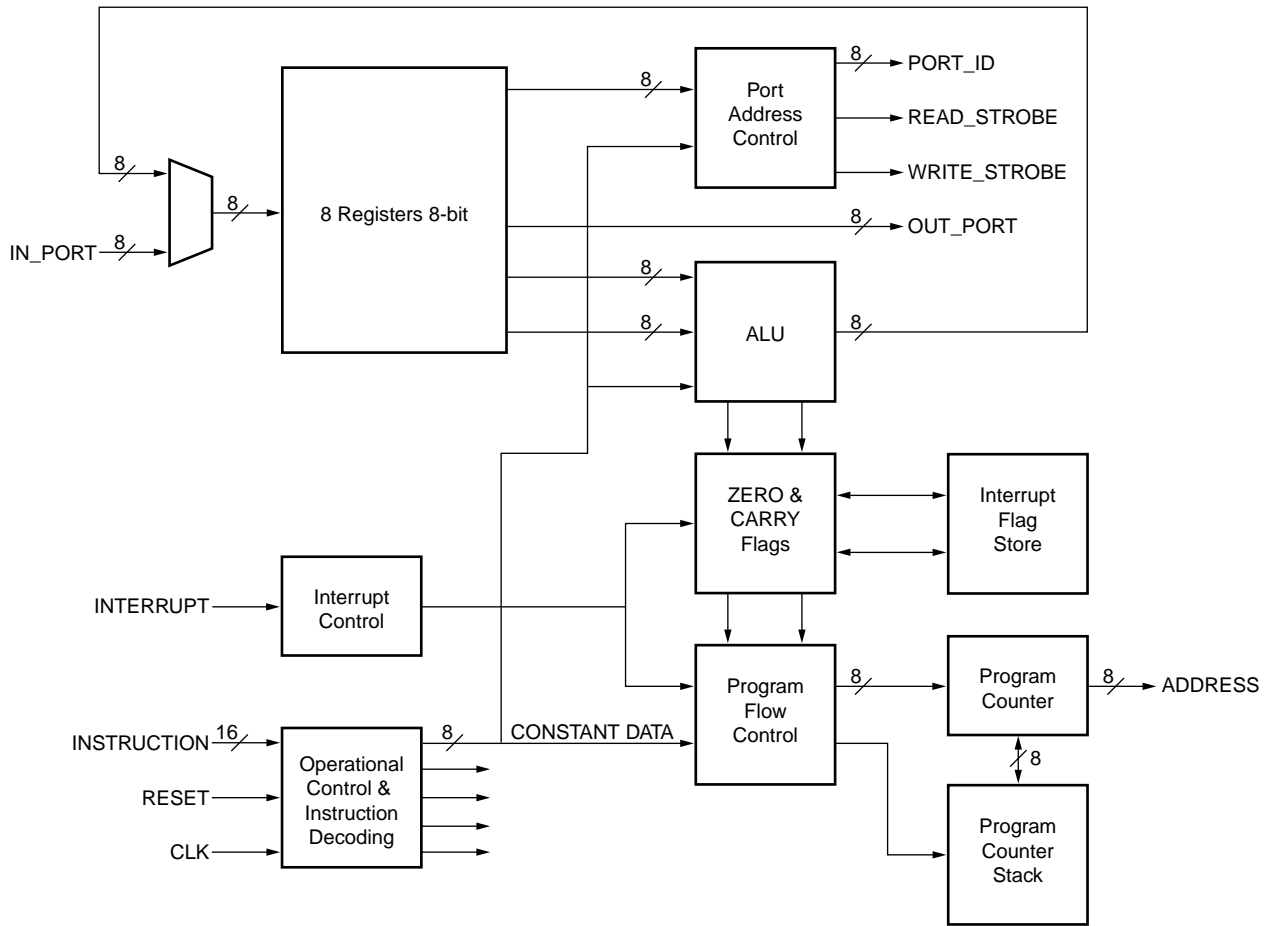 8
PORT_ID
8
Port
Address
Control
READ_STROBE
WRITE_STROBE
8
8
8 Registers 8-bit
IN_PORT
8
8
OUT_PORT
8
8
ALU
8
ZERO &
CARRY
Flags
Interrupt
Flag
Store
INTERRUPT
Interrupt
Control
Program
Flow
Control
8
Program
Counter
8
ADDRESS
INSTRUCTION
16
RESET
CLK
Operational
Control &
Instruction
Decoding
8
CONSTANT DATA
8
Program
Counter
Stack